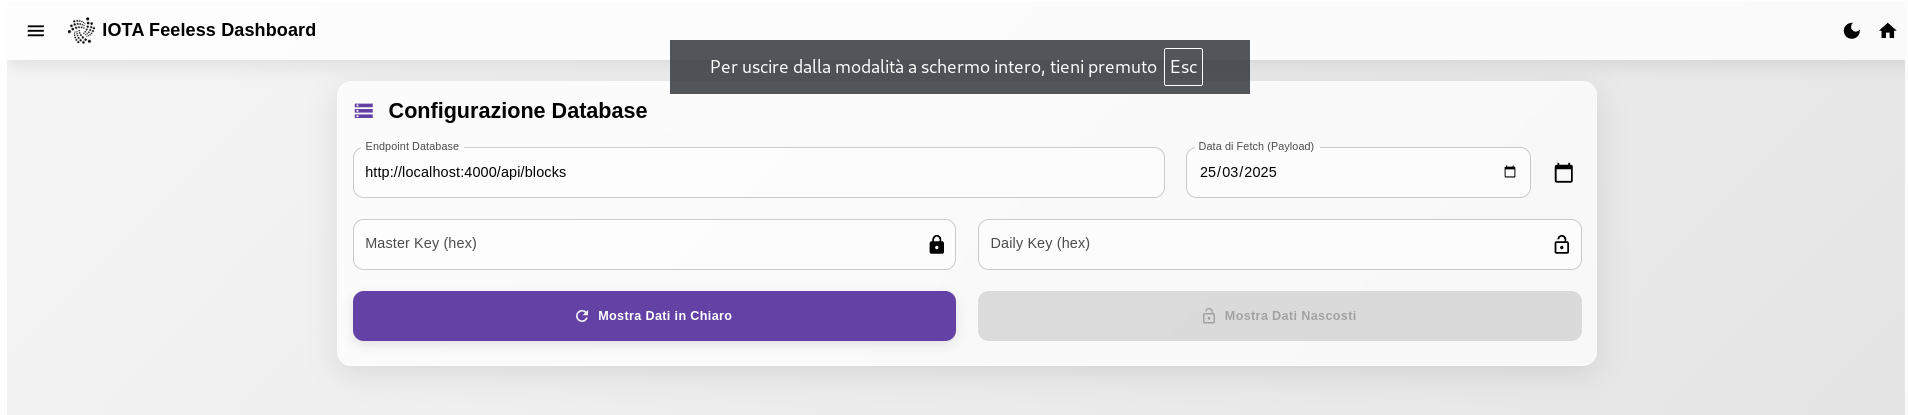 IOTA Feeless Dashboard
Per uscire dalla modalità a schermo intero, tieni premuto Esc
Configurazione Database
Endpoint Database
http://localhost:4000/api/blocks
Data di Fetch (Payload)
25/03/2025
Master Key (hex)
Daily Key (hex)
Mostra Dati in Chiaro
Mostra Dati Nascosti